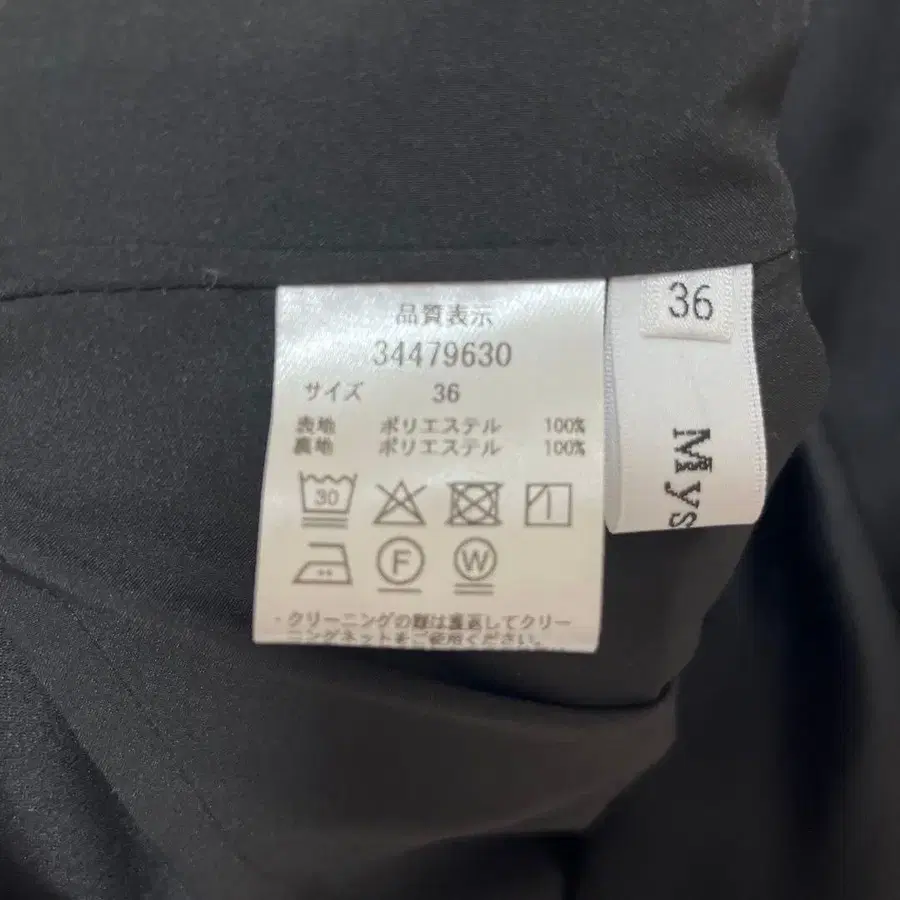 品質表示
34479630
サイズ 36
表地 ポリエステル 100%
裏地 ポリエステル 100%
30
F W
・クリーニングの際は裏返してクリー
ニングネットをご使用ください。
36
Mys